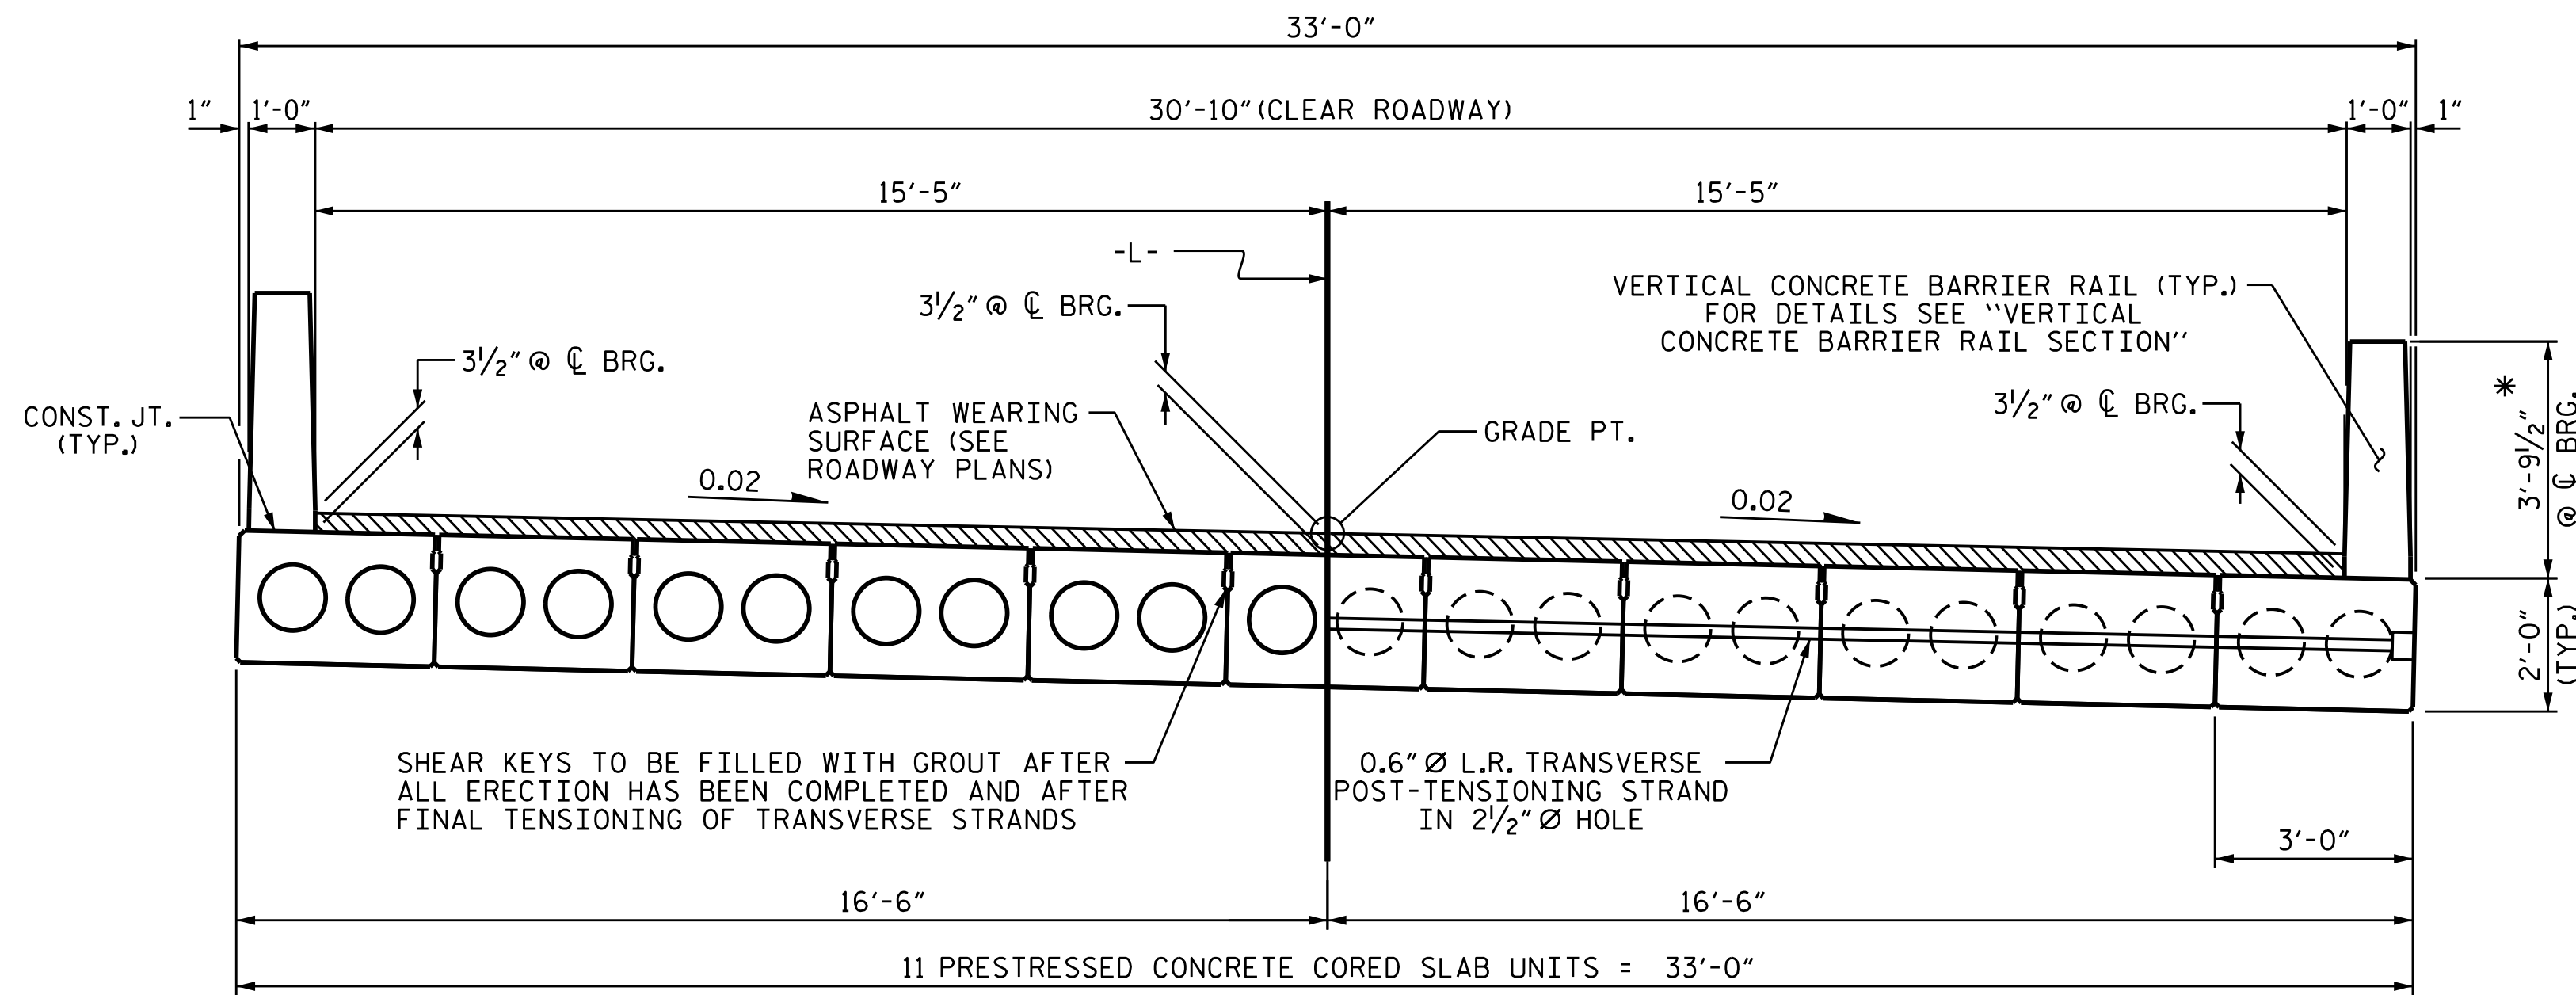 33'-0"
1" 1'-0" 30'-10" (CLEAR ROADWAY) 1'-0" 1"
15'-5" 15'-5"
-L-
3½" @ ℄ BRG.
VERTICAL CONCRETE BARRIER RAIL (TYP.)
FOR DETAILS SEE "VERTICAL
CONCRETE BARRIER RAIL SECTION"
3½" @ ℄ BRG.
3½" @ ℄ BRG.
CONST. JT.
(TYP.)
ASPHALT WEARING
SURFACE (SEE
ROADWAY PLANS)
GRADE PT.
*
3'-9½"
@ ℄ BRG.
0.02
0.02
2'-0"
(TYP.)
SHEAR KEYS TO BE FILLED WITH GROUT AFTER
ALL ERECTION HAS BEEN COMPLETED AND AFTER
FINAL TENSIONING OF TRANSVERSE STRANDS
0.6" Ø L.R. TRANSVERSE
POST-TENSIONING STRAND
IN 2½" Ø HOLE
3'-0"
16'-6" 16'-6"
11 PRESTRESSED CONCRETE CORED SLAB UNITS = 33'-0"